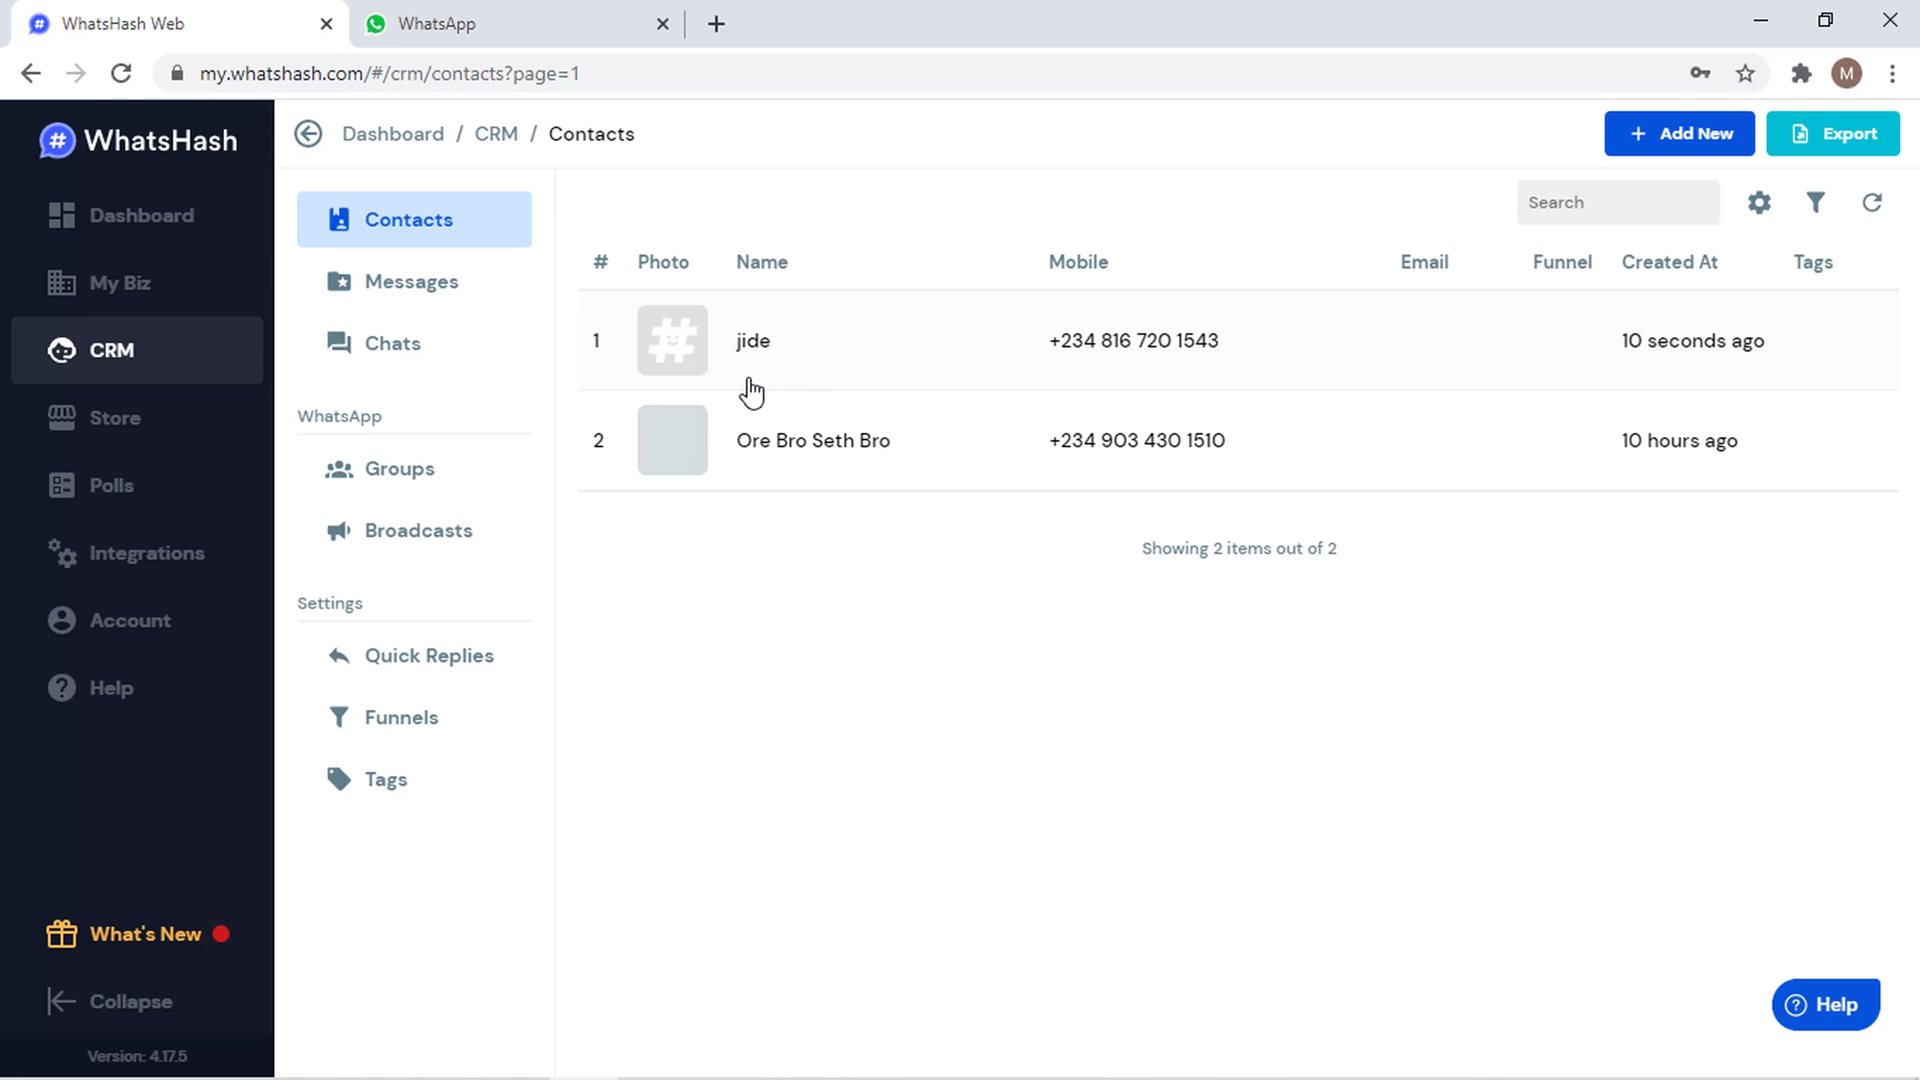 WhatsHash Web
WhatsApp
my.whatshash.com/#/crm/contacts?page=1
M
# WhatsHash
Dashboard / CRM / Contacts
+ Add New
Export
Dashboard
My Biz
CRM
Store
Polls
Integrations
Account
Help
What's New
Collapse
Version: 4.17.5
Contacts
Messages
Chats
WhatsApp
Groups
Broadcasts
Settings
Quick Replies
Funnels
Tags
Search
# Photo Name Mobile Email Funnel Created At Tags
1 # jide +234 816 720 1543 10 seconds ago
2 Ore Bro Seth Bro +234 903 430 1510 10 hours ago
Showing 2 items out of 2
? Help